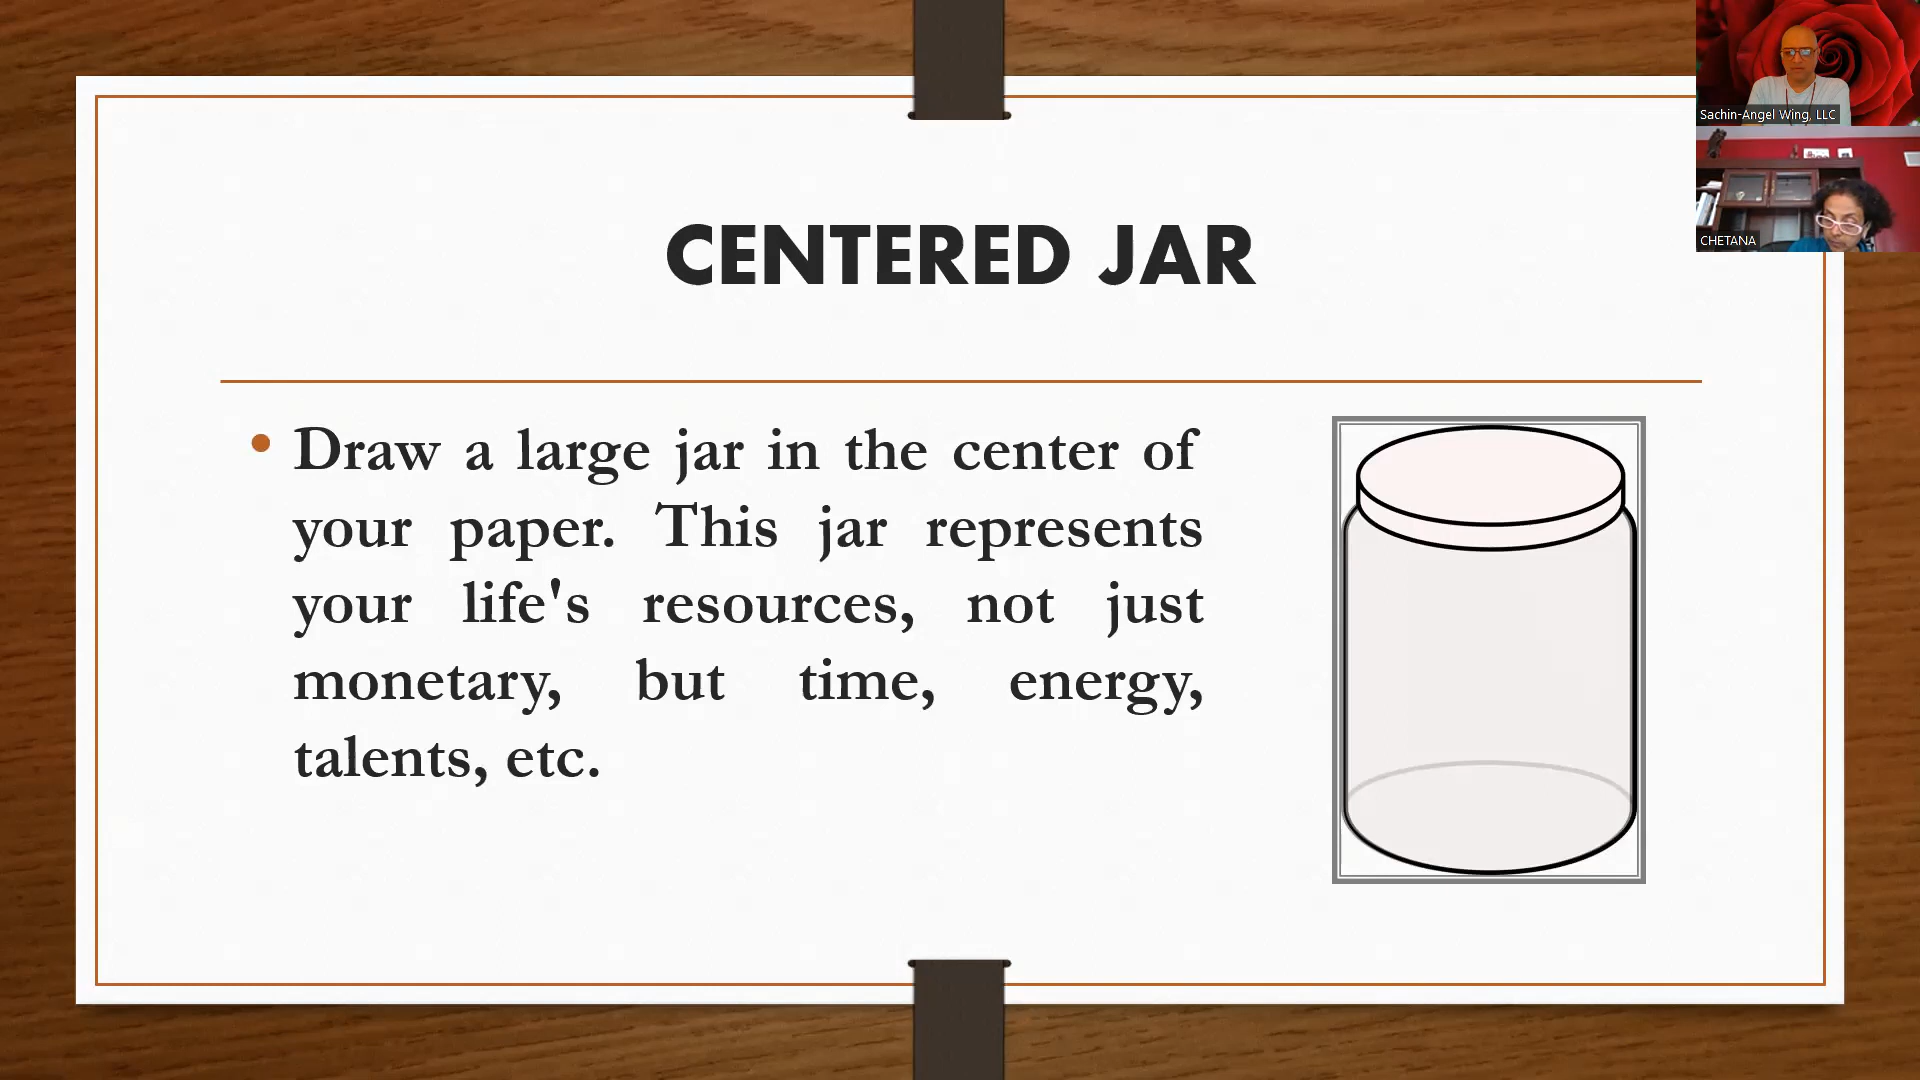 CENTERED JAR
• Draw a large jar in the center of
your paper. This jar represents
your life's resources, not just
monetary, but time, energy,
talents, etc.
Sachin-Angel Wing, LLC
CHETANA